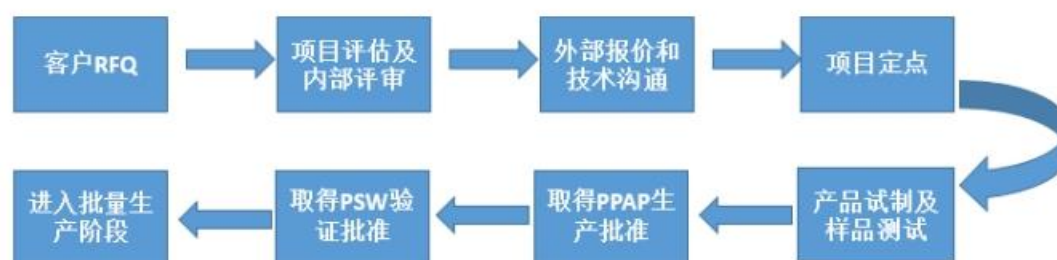 客户RFQ
项目评估及
内部评审
外部报价和
技术沟通
项目定点
产品试制及
样品测试
取得PPAP生
产批准
取得PSW验
证批准
进入批量生
产阶段